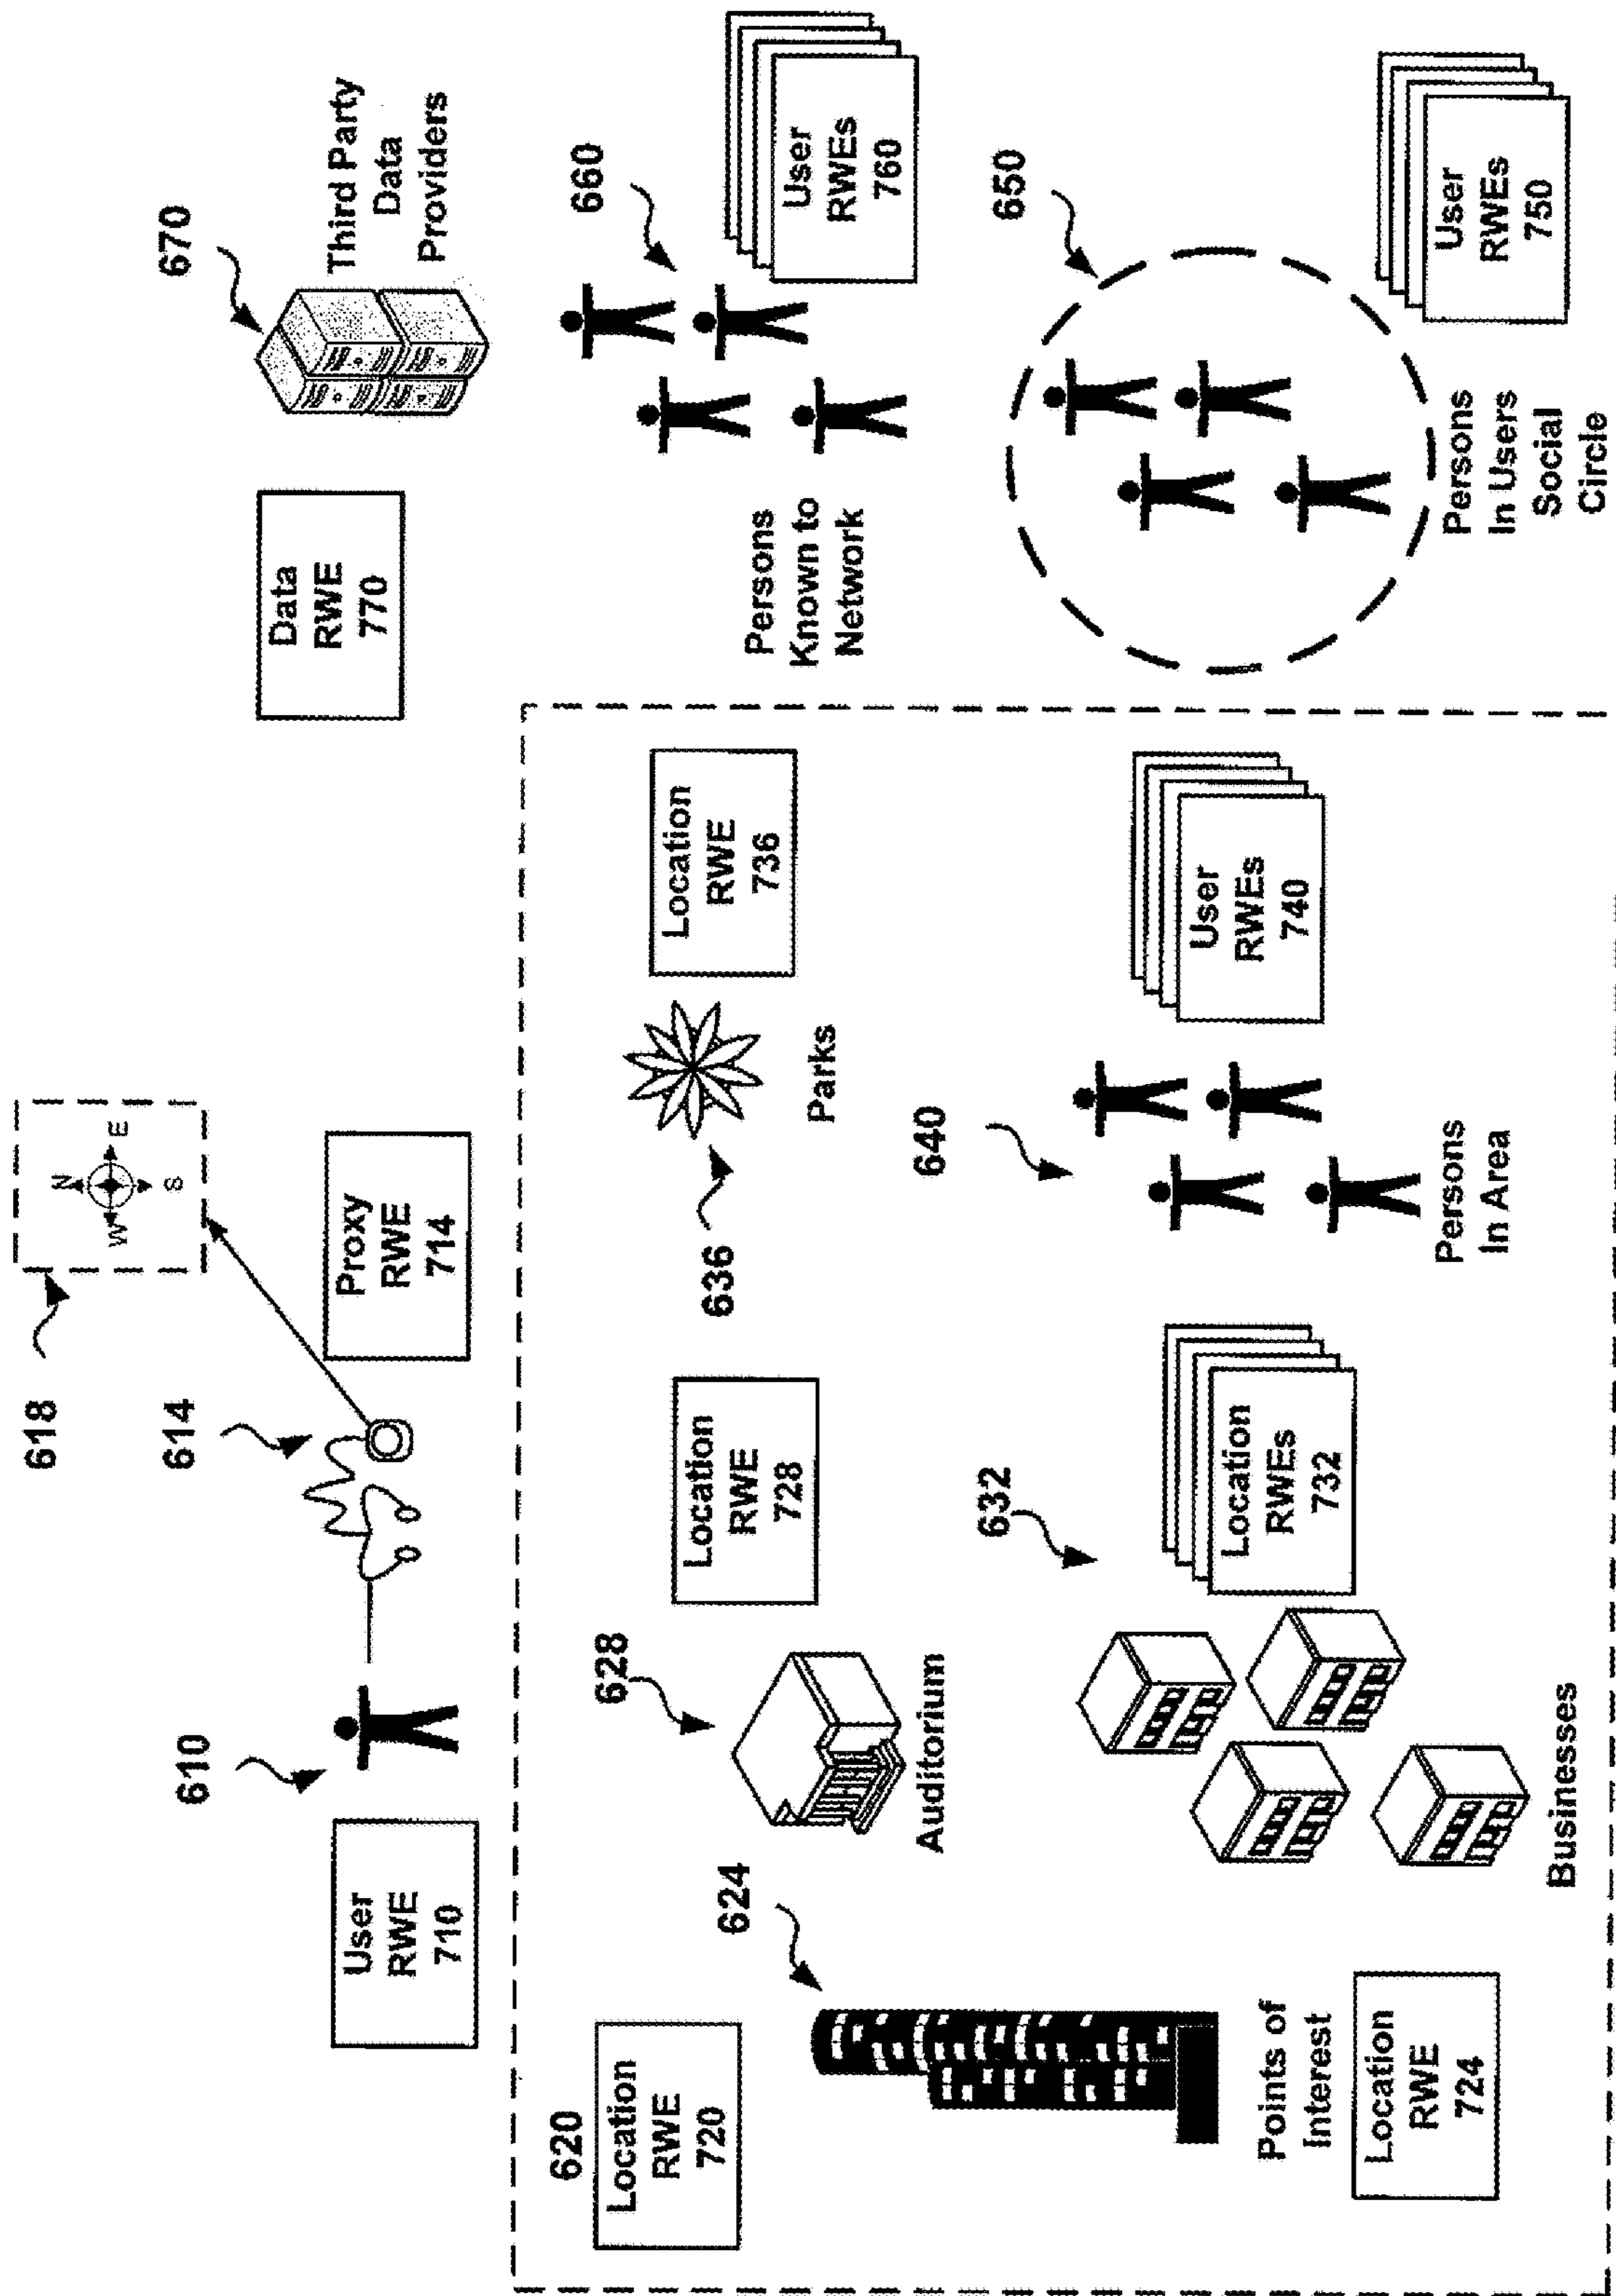 618
N
W
E
S
670
614
610
Third Party
Data
Providers
User
RWE
710
Proxy
RWE
714
Data
RWE
770
620
Location
RWE
720
628
Location
RWE
728
Location
RWE
736
660
Persons
Known to
Network
User
RWEs
760
624
Auditorium
636
Parks
632
640
650
Location
RWEs
732
User
RWEs
740
Points of
Interest
Location
RWE
724
Businesses
Persons
In Area
Persons
In Users
Social
Circle
User
RWEs
750